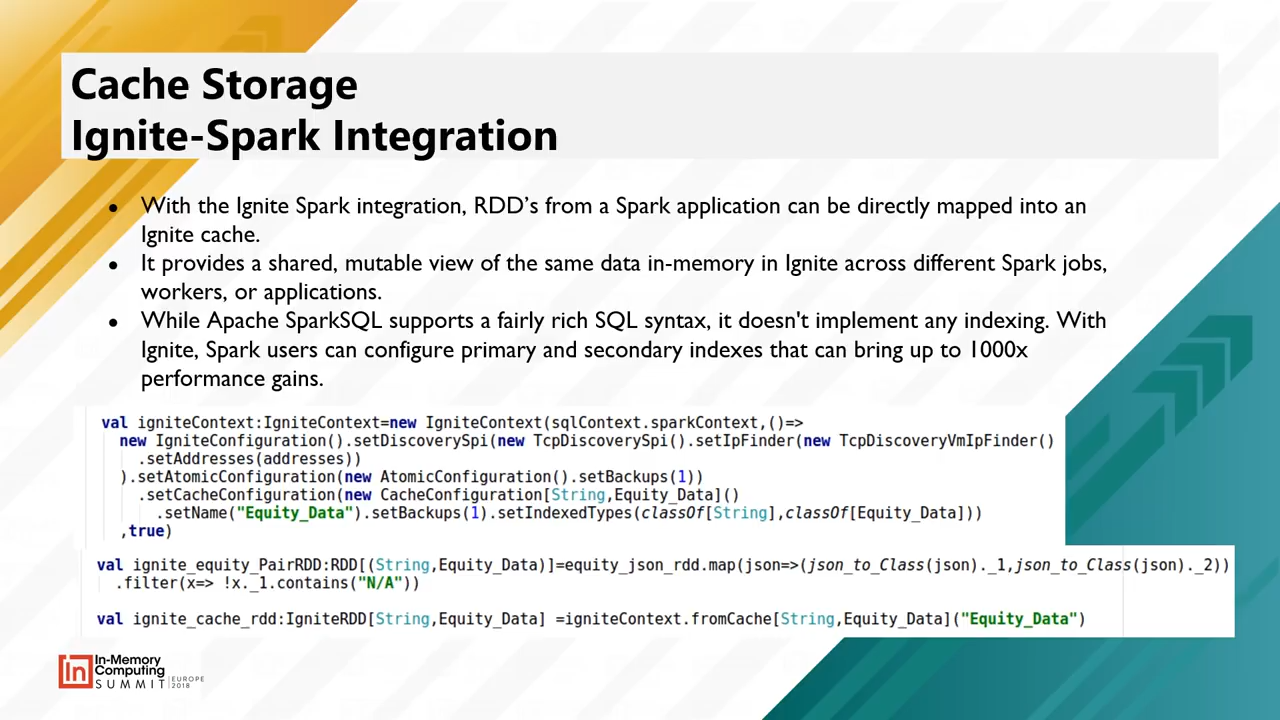 Cache Storage
Ignite-Spark Integration
● With the Ignite Spark integration, RDD's from a Spark application can be directly mapped into an
Ignite cache.
● It provides a shared, mutable view of the same data in-memory in Ignite across different Spark jobs,
workers, or applications.
● While Apache SparkSQL supports a fairly rich SQL syntax, it doesn't implement any indexing. With
Ignite, Spark users can configure primary and secondary indexes that can bring up to 1000x
performance gains.
val igniteContext:IgniteContext=new IgniteContext(sqlContext.sparkContext,()=>
new IgniteConfiguration().setDiscoverySpi(new TcpDiscoverySpi().setIpFinder(new TcpDiscoveryVmIpFinder()
.setAddresses(addresses))
).setAtomicConfiguration(new AtomicConfiguration().setBackups(1))
.setCacheConfiguration(new CacheConfiguration[String,Equity_Data]()
.setName("Equity_Data").setBackups(1).setIndexedTypes(classOf[String],classOf[Equity_Data]))
,true)
val ignite_equity_PairRDD:RDD[(String,Equity_Data)]=equity_json_rdd.map(json=>(json_to_Class(json)._1,json_to_Class(json)._2))
.filter(x=> !x._1.contains("N/A"))
val ignite_cache_rdd:IgniteRDD[String,Equity_Data] =igniteContext.fromCache[String,Equity_Data]("Equity_Data")
In In-Memory
Computing
SUMMIT EUROPE
2018